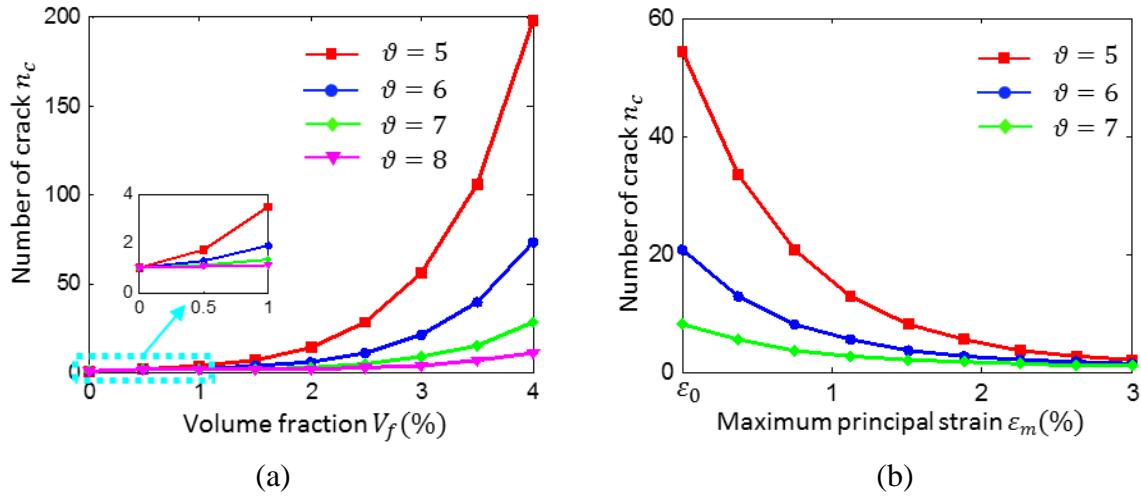 200
150
100
50
0
Number of crack n_c
ϑ = 5
ϑ = 6
ϑ = 7
ϑ = 8
4
2
0
0 0.5 1
0 1 2 3 4
Volume fraction V_f(%)
(a)
60
40
20
0
Number of crack n_c
ϑ = 5
ϑ = 6
ϑ = 7
ε_0 1 2 3
Maximum principal strain ε_m(%)
(b)